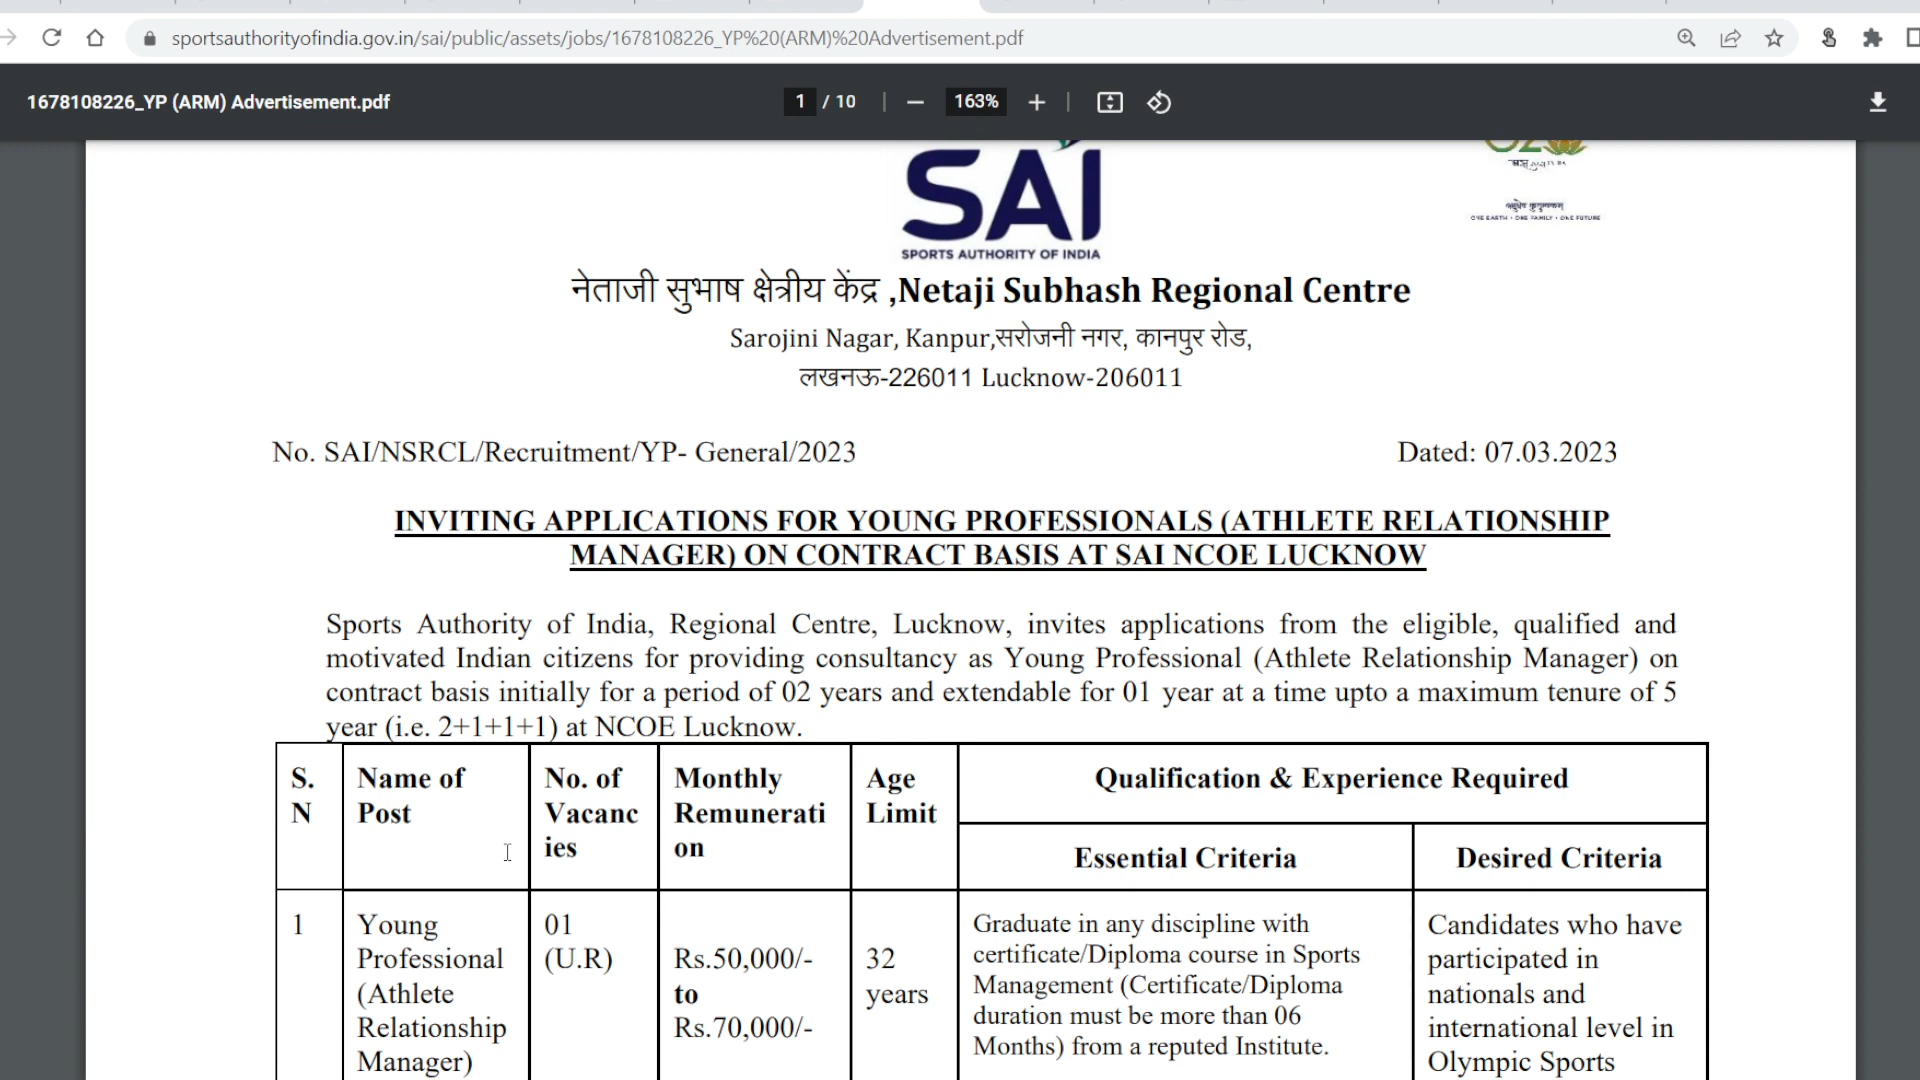 sportsauthorityofindia.gov.in/sai/public/assets/jobs/1678108226_YP%20(ARM)%20Advertisement.pdf
1678108226_YP (ARM) Advertisement.pdf
1 / 10
163%
SAI
SPORTS AUTHORITY OF INDIA
ONE EARTH • ONE FAMILY • ONE FUTURE
नेताजी सुभाष क्षेत्रीय केंद्र ,Netaji Subhash Regional Centre
Sarojini Nagar, Kanpur,सरोजनी नगर, कानपुर रोड,
लखनऊ-226011 Lucknow-206011
No. SAI/NSRCL/Recruitment/YP- General/2023
Dated: 07.03.2023
INVITING APPLICATIONS FOR YOUNG PROFESSIONALS (ATHLETE RELATIONSHIP
MANAGER) ON CONTRACT BASIS AT SAI NCOE LUCKNOW
Sports Authority of India, Regional Centre, Lucknow, invites applications from the eligible, qualified and
motivated Indian citizens for providing consultancy as Young Professional (Athlete Relationship Manager) on
contract basis initially for a period of 02 years and extendable for 01 year at a time upto a maximum tenure of 5
year (i.e. 2+1+1+1) at NCOE Lucknow.
S.
N
Name of
Post
No. of
Vacanc
ies
Monthly
Remunerati
on
Age
Limit
Qualification & Experience Required
Essential Criteria
Desired Criteria
1
Young
Professional
(Athlete
Relationship
Manager)
01
(U.R)
Rs.50,000/-
to
Rs.70,000/-
32
years
Graduate in any discipline with
certificate/Diploma course in Sports
Management (Certificate/Diploma
duration must be more than 06
Months) from a reputed Institute.
Candidates who have
participated in
nationals and
international level in
Olympic Sports